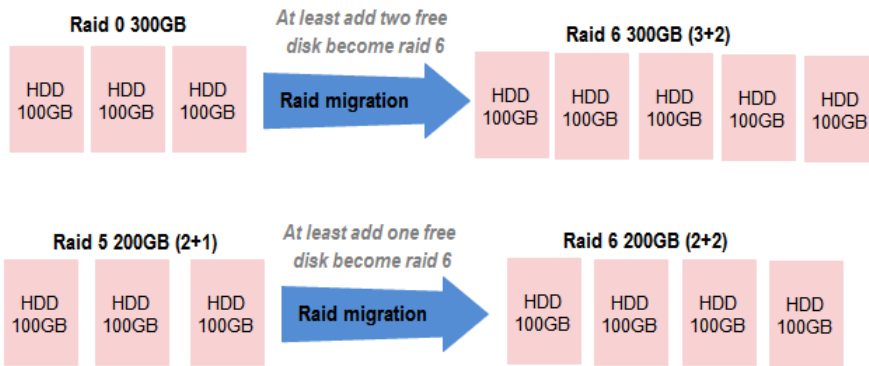 Raid 0 300GB
At least add two free
disk become raid 6
Raid 6 300GB (3+2)
HDD
100GB
HDD
100GB
HDD
100GB
Raid migration
HDD
100GB
HDD
100GB
HDD
100GB
HDD
100GB
HDD
100GB
Raid 5 200GB (2+1)
At least add one free
disk become raid 6
Raid 6 200GB (2+2)
HDD
100GB
HDD
100GB
HDD
100GB
Raid migration
HDD
100GB
HDD
100GB
HDD
100GB
HDD
100GB